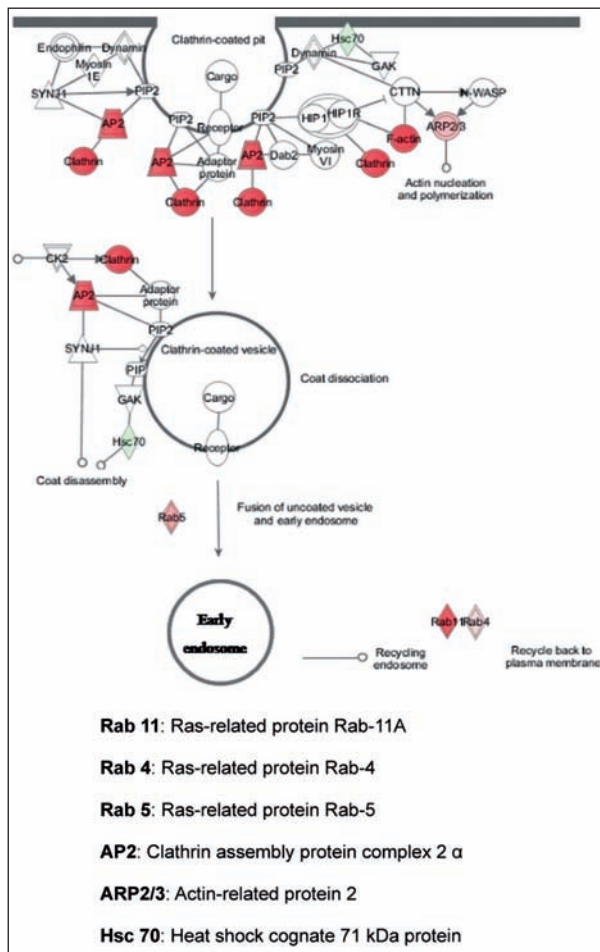 Clathrin-coated pit
Endophilin
Dynamin
Myosin 1E
SYNJ1
PIP2
AP2
Clathrin
Cargo
Receptor
PIP2
AP2
Adaptor protein
Clathrin
PIP2
AP2
Dab2
Myosin VI
Clathrin
PIP2
Dynamin
Hsc70
GAK
HIP1
HIP1R
Clathrin
CTTN
N-WASP
F-actin
ARP2/3
Actin nucleation
and polymerization
CK2
Clathrin
AP2
Adaptor protein
PIP2
SYNJ1
PIP
GAK
Hsc70
Clathrin-coated vesicle
Cargo
Receptor
Coat dissociation
Coat disassembly
Rab5
Fusion of uncoated vesicle
and early endosome
Early
endosome
Rab11
Rab4
Recycling
endosome
Recycle back to
plasma membrane
Rab 11: Ras-related protein Rab-11A
Rab 4: Ras-related protein Rab-4
Rab 5: Ras-related protein Rab-5
AP2: Clathrin assembly protein complex 2 α
ARP2/3: Actin-related protein 2
Hsc 70: Heat shock cognate 71 kDa protein